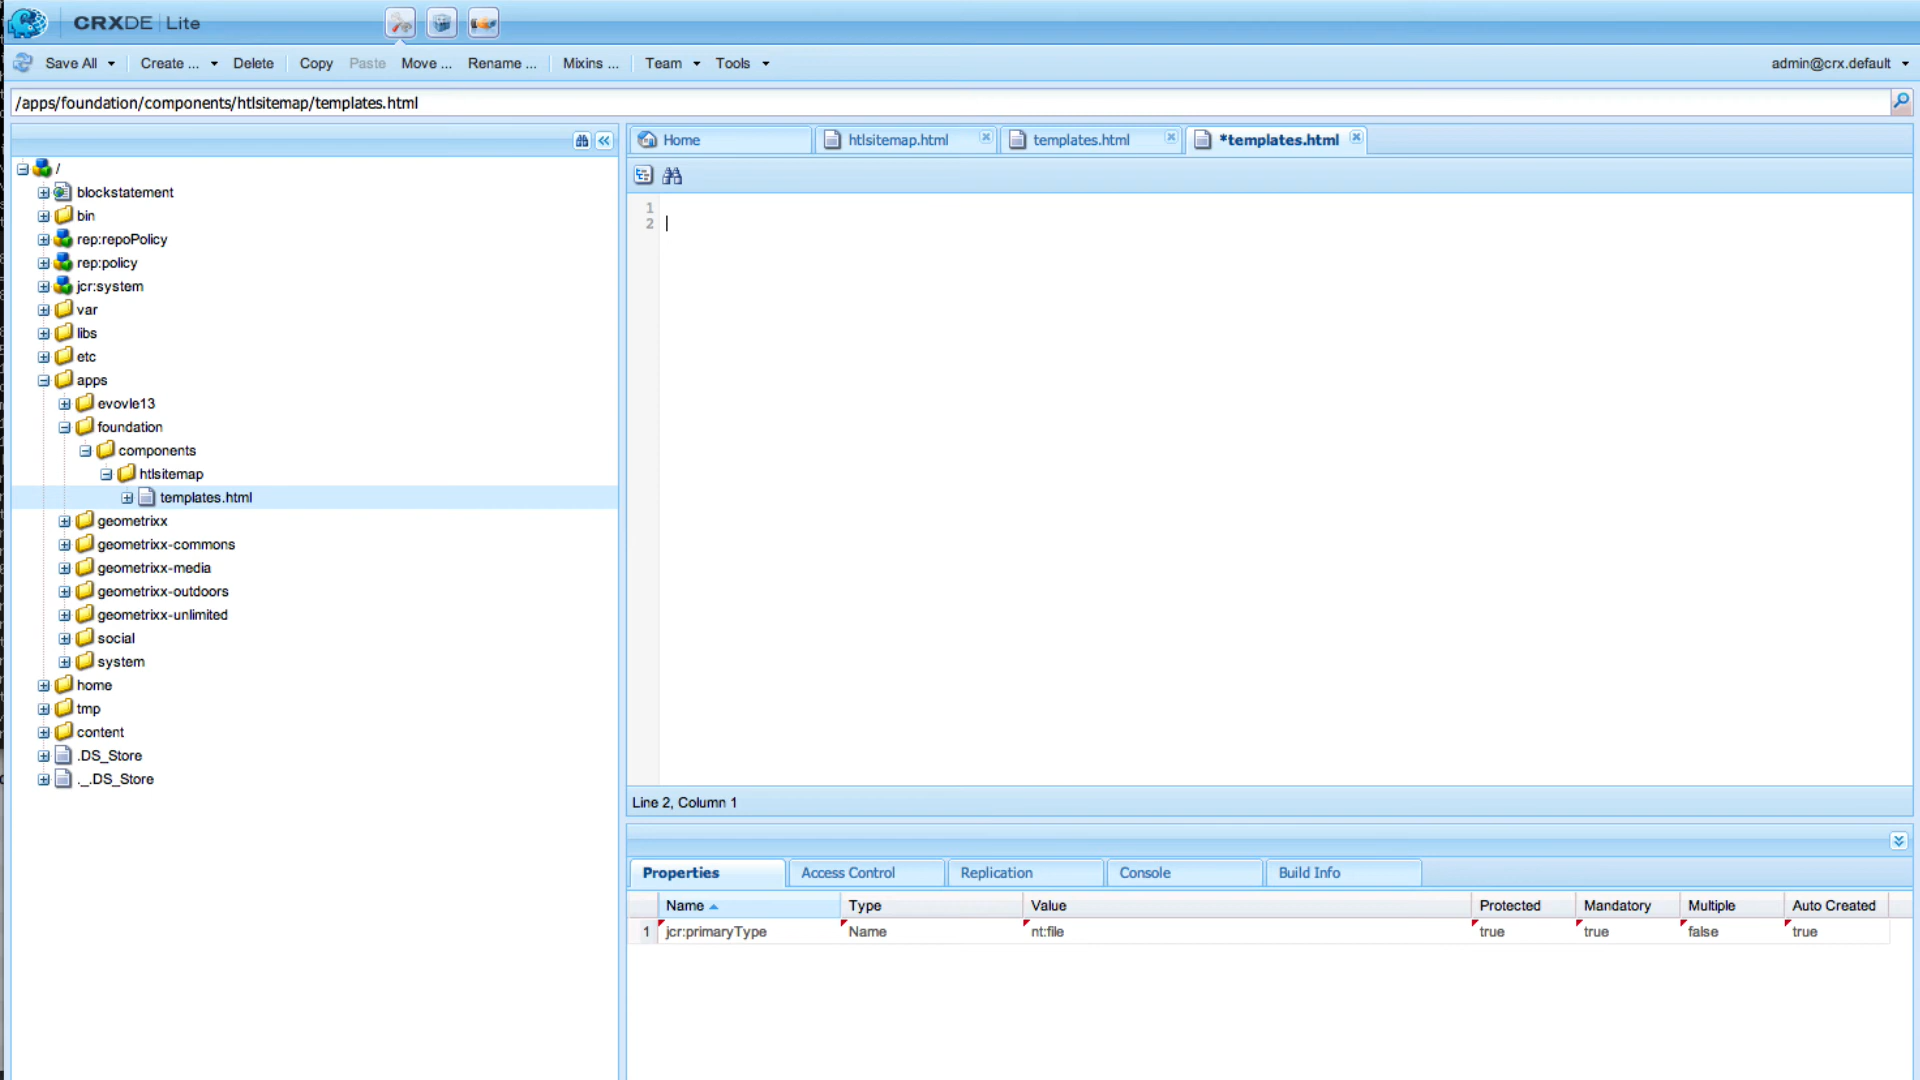 CRXDE | Lite
Save All Create ... Delete Copy Paste Move ... Rename ... Mixins ... Team Tools admin@crx.default
/apps/foundation/components/htlsitemap/templates.html
Home htlsitemap.html templates.html *templates.html
/
blockstatement
bin
rep:repoPolicy
rep:policy
jcr:system
var
libs
etc
apps
evovle13
foundation
components
htlsitemap
templates.html
geometrixx
geometrixx-commons
geometrixx-media
geometrixx-outdoors
geometrixx-unlimited
social
system
home
tmp
content
.DS_Store
._.DS_Store
1
2
Line 2, Column 1
Properties Access Control Replication Console Build Info
Name Type Value Protected Mandatory Multiple Auto Created
1 jcr:primaryType Name nt:file true true false true